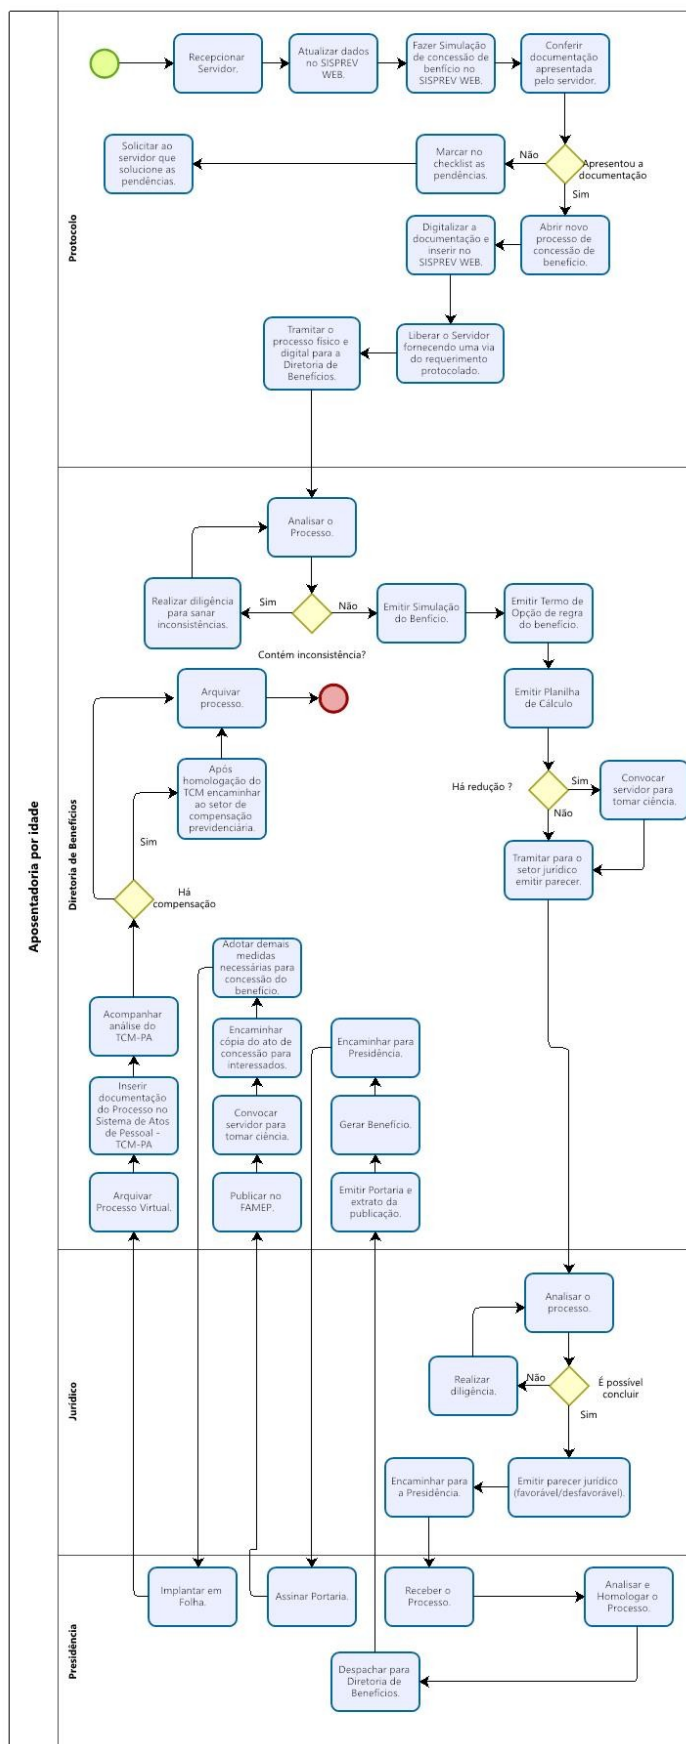 Aposentadoria por idade
Protocolo
Recepcionar
Servidor.
Atualizar dados
no SISPREV
WEB.
Fazer Simulação
de concessão de
benfício no
SISPREV WEB.
Conferir
documentação
apresentada
pelo servidor.
Solicitar ao
servidor que
solucione as
pendências.
Marcar no
checklist as
pendências.
Não
Apresentou a
documentação
Sim
Digitalizar a
documentação e
inserir no
SISPREV WEB.
Abrir novo
processo de
concessão de
benefício.
Tramitar o
processo físico e
digital para a
Diretoria de
Benefícios.
Liberar o Servidor
fornecendo uma via
do requerimento
protocolado.
Diretoria de Benefícios
Analisar o
Processo.
Realizar diligência
para sanar
inconsistências.
Sim
Não
Contém inconsistência?
Emitir Simulação
do Benfício.
Emitir Termo de
Opção de regra
do benefício.
Arquivar
processo.
Emitir Planilha
de Cálculo
Após
homologação do
TCM encaminhar
ao setor de
compensação
previdenciária.
Há redução ?
Sim
Não
Convocar
servidor para
tomar ciência.
Sim
Há
compensação
Tramitar para o
setor jurídico
emitir parecer.
Adotar demais
medidas
necessárias para
concessão do
benefício.
Acompanhar
análise do
TCM-PA
Encaminhar
cópia do ato de
concessão para
interessados.
Encaminhar para
Presidência.
Inserir
documentação
do Processo no
Sistema de Atos
de Pessoal -
TCM-PA
Convocar
servidor para
tomar ciência.
Gerar Benefício.
Arquivar
Processo Virtual.
Publicar no
FAMEP.
Emitir Portaria e
extrato da
publicação.
Jurídico
Analisar o
processo.
Realizar
diligência.
Não
É possível
concluir
Sim
Encaminhar para
a Presidência.
Emitir parecer jurídico
(favorável/desfavorável).
Presidência
Implantar em
Folha.
Assinar Portaria.
Receber o
Processo.
Analisar e
Homologar o
Processo.
Despachar para
Diretoria de
Benefícios.